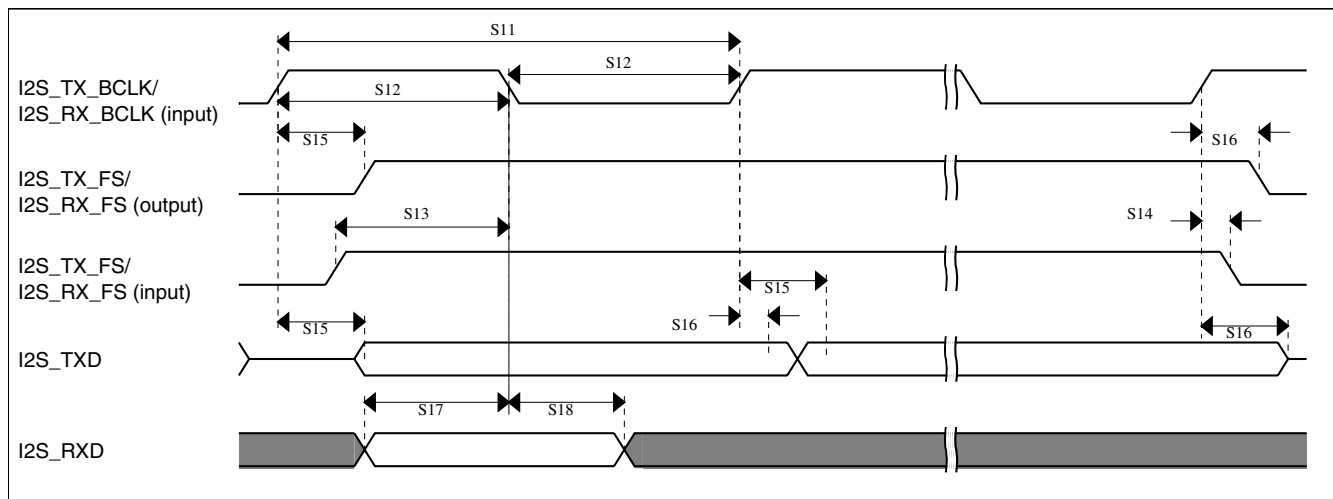 S11
I2S_TX_BCLK/
I2S_RX_BCLK (input)
S12
S12
S15
S16
I2S_TX_FS/
I2S_RX_FS (output)
S13
S14
I2S_TX_FS/
I2S_RX_FS (input)
S15
S15
S16
S16
I2S_TXD
S17
S18
I2S_RXD